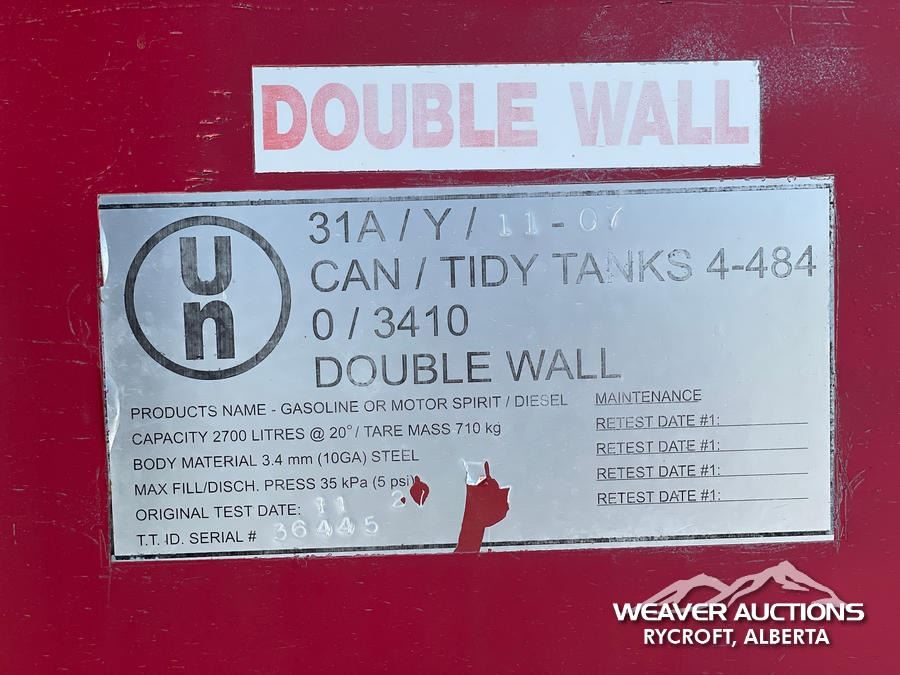 DOUBLE WALL
un
31A / Y / 11-07
CAN / TIDY TANKS 4-484
0 / 3410
DOUBLE WALL
PRODUCTS NAME - GASOLINE OR MOTOR SPIRIT / DIESEL
CAPACITY 2700 LITRES @ 20° / TARE MASS 710 kg
BODY MATERIAL 3.4 mm (10GA) STEEL
MAX FILL/DISCH. PRESS 35 kPa (5 psi)
ORIGINAL TEST DATE: 11
T.T. ID. SERIAL # 36445
MAINTENANCE
RETEST DATE #1:
RETEST DATE #1:
RETEST DATE #1:
RETEST DATE #1:
WEAVER AUCTIONS
RYCROFT, ALBERTA